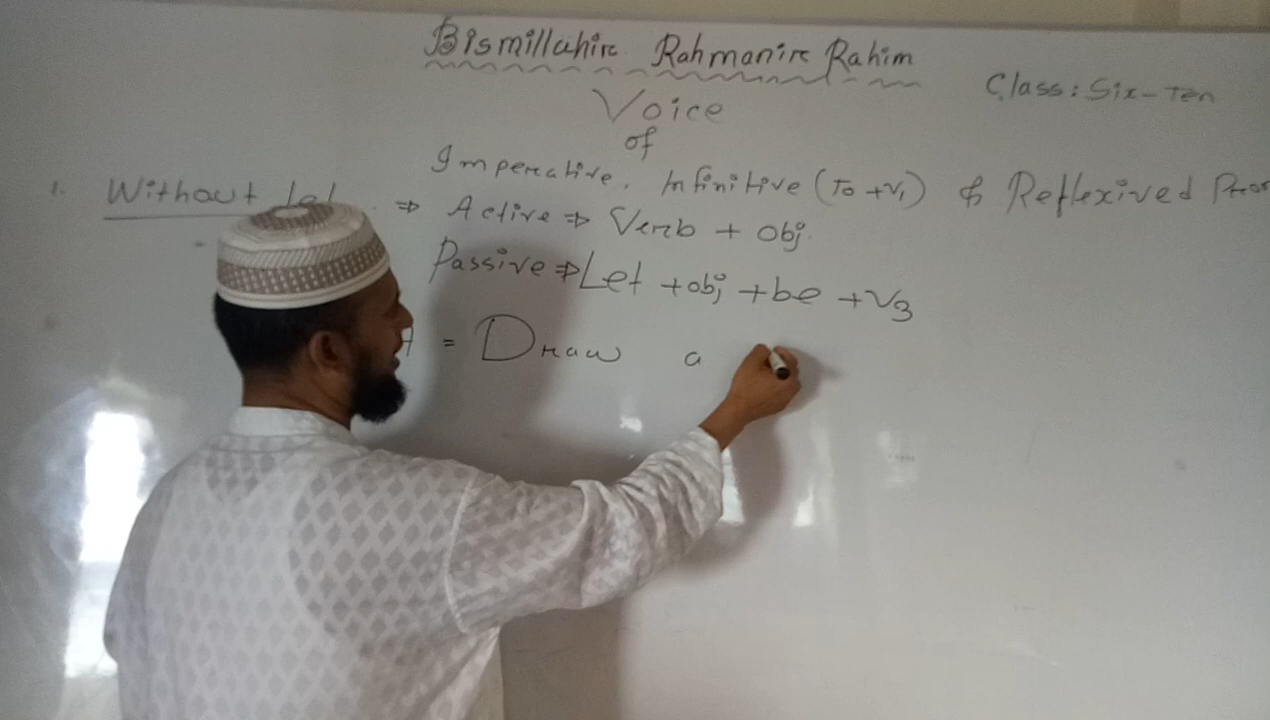 Bismillahir Rahmanir Rahim
Class: Six-Ten
Voice
of
Imperative, Infinitive (To +V1) & Reflexived
1. Without let ⇒ Active ⇒ Verb + obj.
Passive ⇒ Let + obj + be + V3
A = Draw a